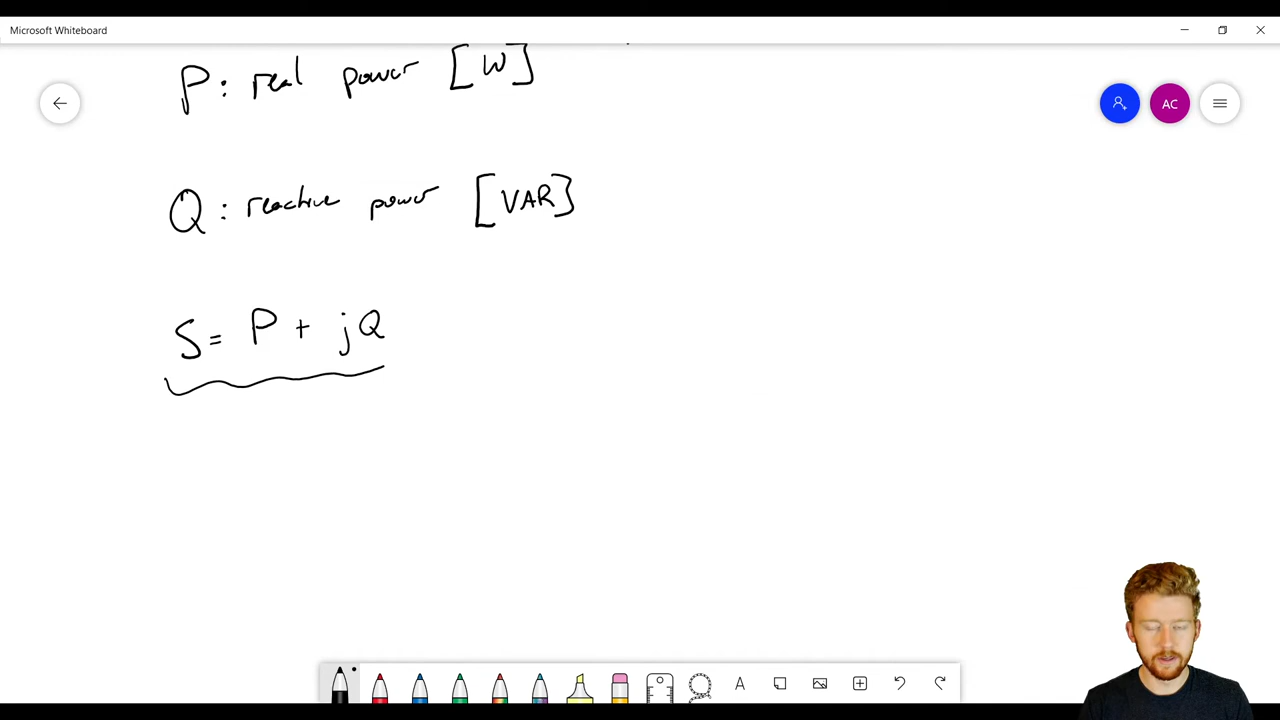 Microsoft Whiteboard
P: real power [W]
AC
Q: reactive power [VAR]
S = P + jQ
A